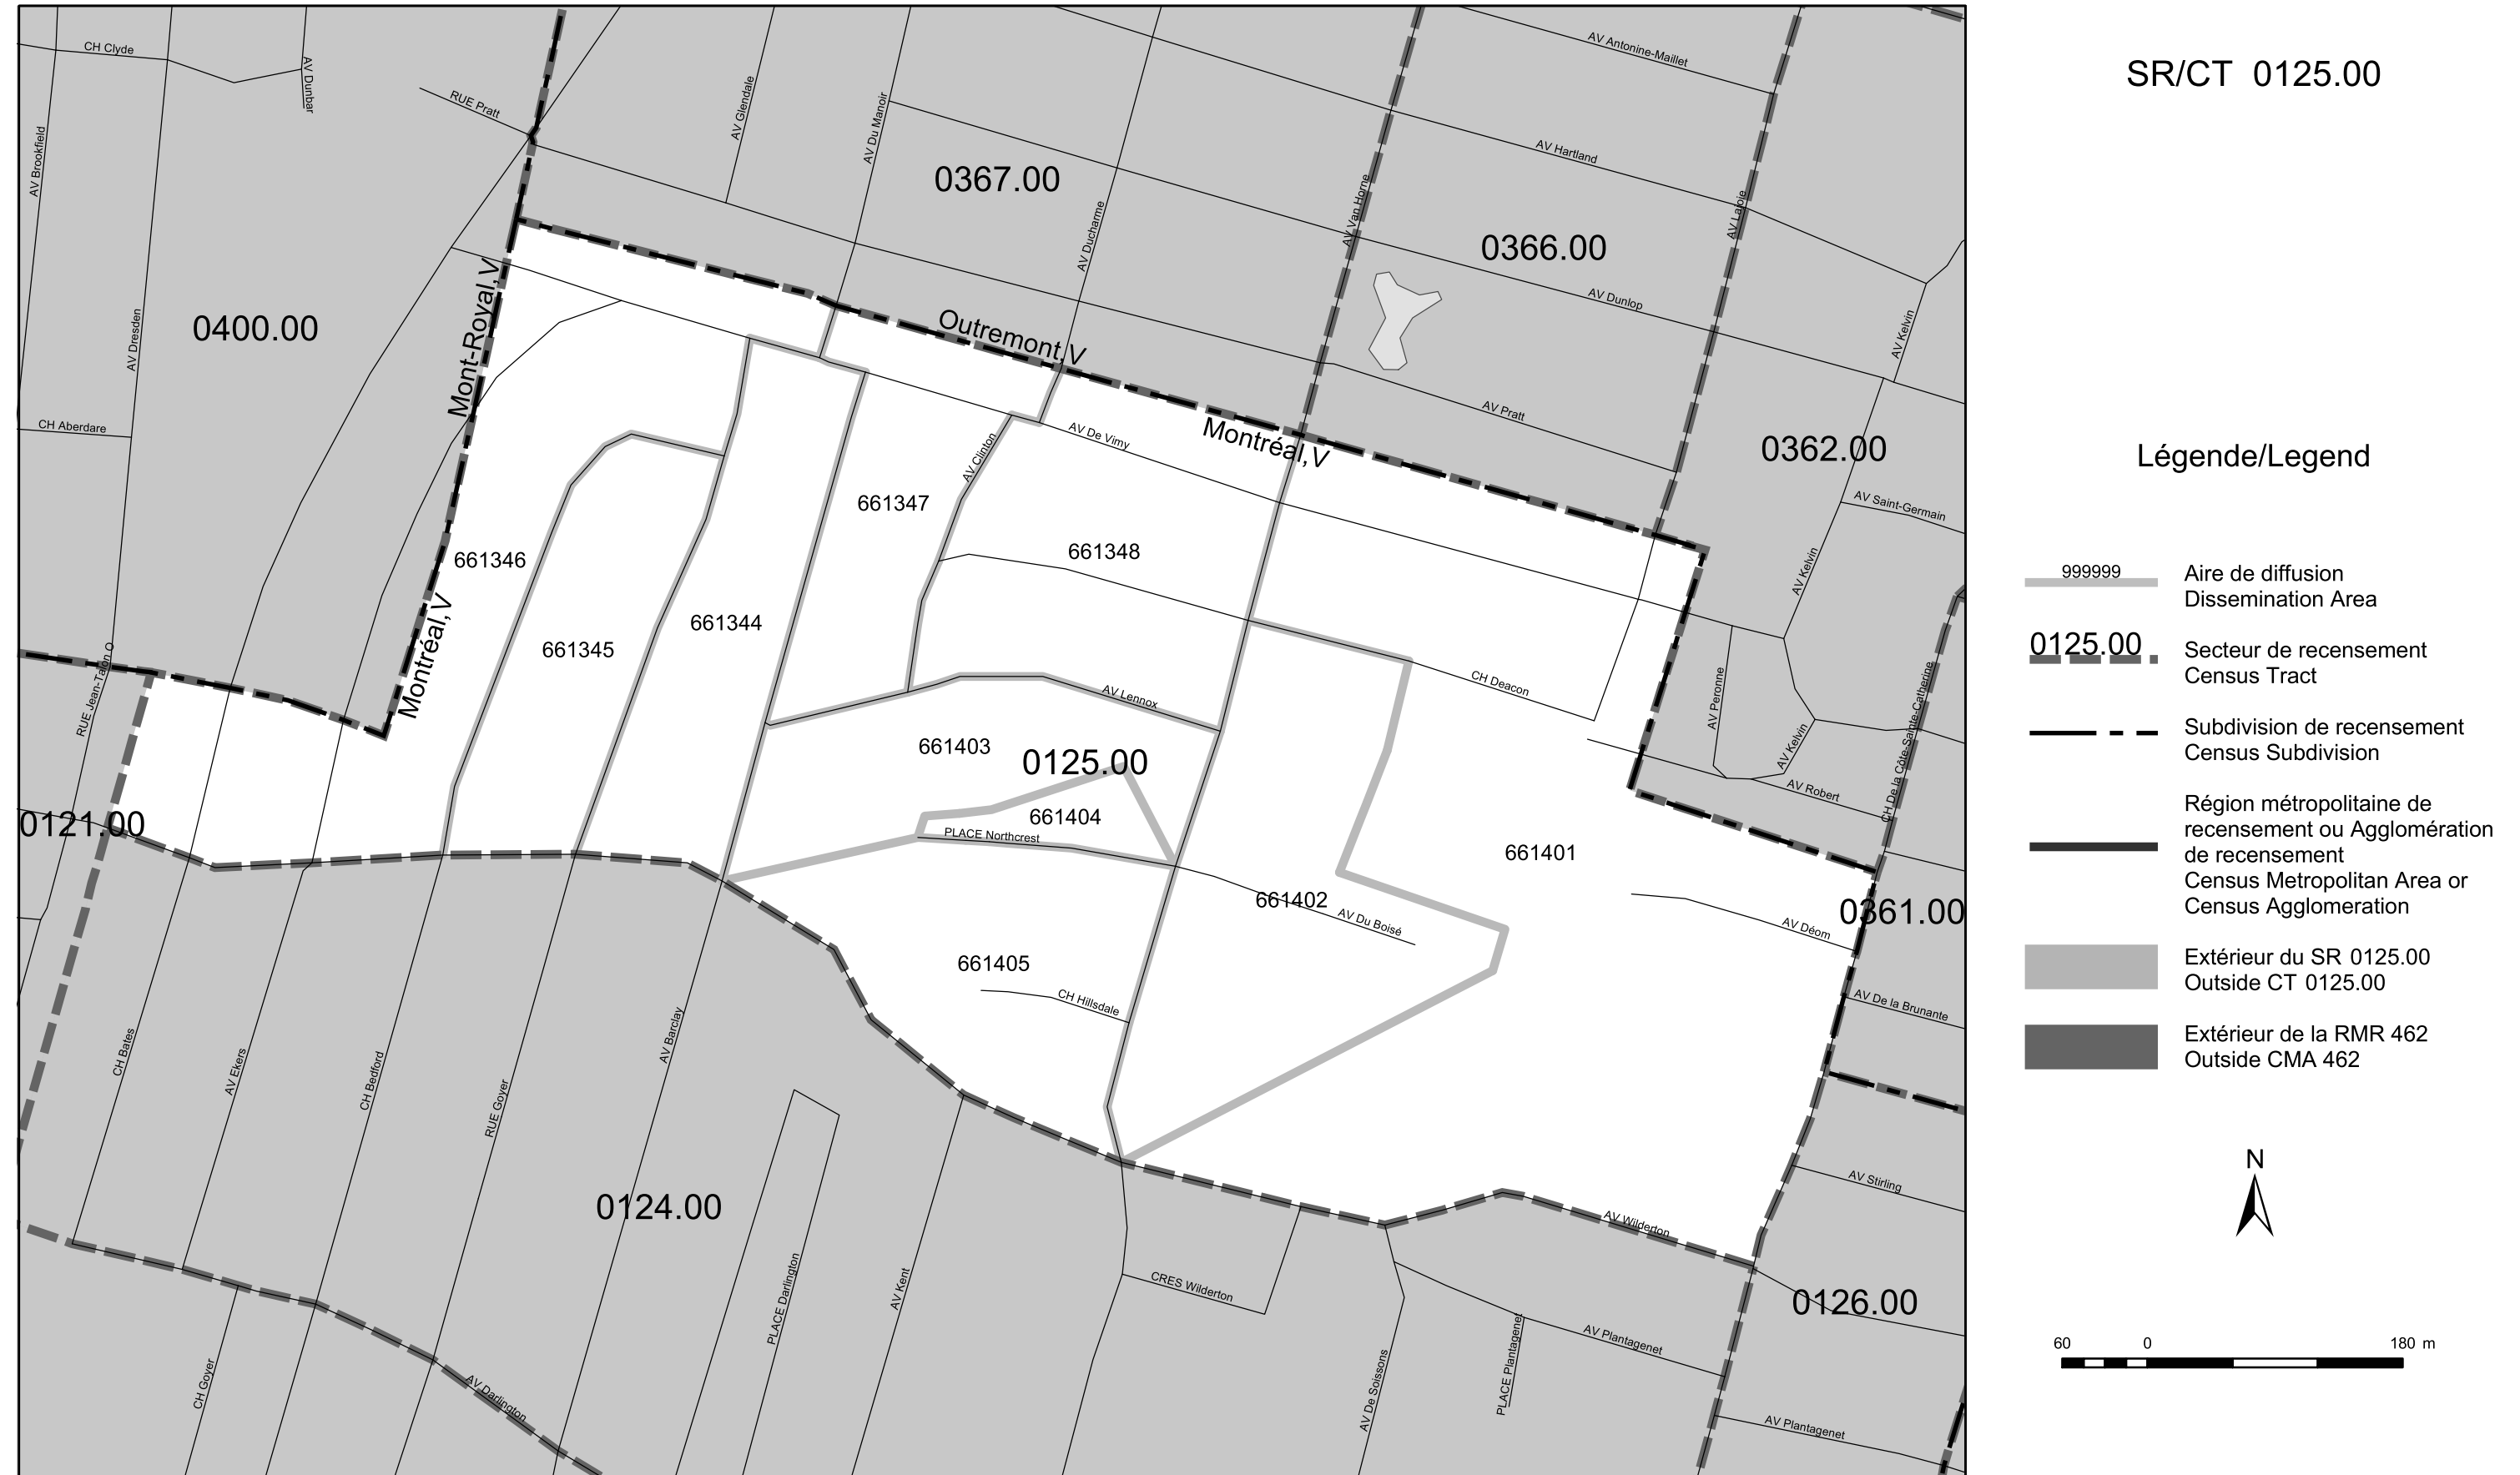 SR/CT 0125.00
CH Clyde
AV Dunbar
AV Brookfield
RUE Pratt
AV Glendale
AV Du Manoir
AV Antonine-Maillet
AV Hartland
0367.00
AV Ducharme
AV Van Horne
AV Lajoie
0366.00
AV Dunlop
AV Kelvin
0400.00
AV Dresden
Mont-Royal,V
Outremont,V
Montréal,V
AV Pratt
0362.00
CH Aberdare
AV Clinton
AV De Vimy
AV Saint-Germain
661347
661346
661348
AV Kelvin
661344
661345
Montréal,V
RUE Jean-Talon O
CH Deacon
AV Lennox
AV Peronne
AV Kelvin
CH De la Côte-Sainte-Catherine
661403
0125.00
AV Robert
0121.00
661404
PLACE Northcrest
661401
661402
AV Du Boisé
0361.00
AV Déom
661405
CH Hillsdale
AV De la Brunante
CH Bates
AV Ekers
CH Bedford
RUE Goyer
AV Barclay
AV Stirling
0124.00
AV Wilderton
CRES Wilderton
PLACE Darlington
AV Kent
0126.00
AV Plantagenet
PLACE Plantagenet
AV De Soissons
CH Goyer
AV Darlington
AV Plantagenet
Légende/Legend
999999
Aire de diffusion
Dissemination Area
0125.00
Secteur de recensement
Census Tract
Subdivision de recensement
Census Subdivision
Région métropolitaine de
recensement ou Agglomération
de recensement
Census Metropolitan Area or
Census Agglomeration
Extérieur du SR 0125.00
Outside CT 0125.00
Extérieur de la RMR 462
Outside CMA 462
N
60 0 180 m